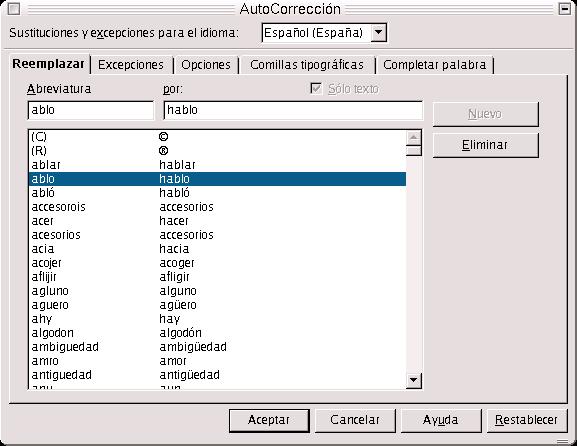 AutoCorrección
Sustituciones y excepciones para el idioma: Español (España)
Reemplazar Excepciones Opciones Comillas tipográficas Completar palabra
Abreviatura por: Sólo texto
ablo hablo Nuevo
Eliminar
(C) ©
(R) ®
ablar hablar
ablo hablo
abló habló
accesorois accesorios
acer hacer
acesorios accesorios
acia hacia
acojer acoger
aflijir afligir
agluno alguno
aguero agüero
ahy hay
algodon algodón
ambiguedad ambigüedad
amro amor
antiguedad antigüedad
Aceptar Cancelar Ayuda Restablecer